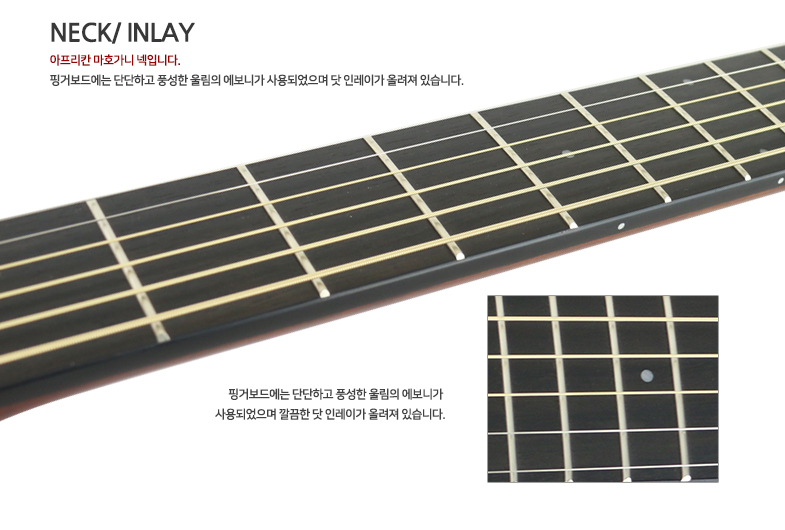 NECK/ INLAY
아프리칸 마호가니 넥입니다.
핑거보드에는 단단하고 풍성한 울림의 에보니가 사용되었으며 닷 인레이가 올려져 있습니다.
핑거보드에는 단단하고 풍성한 울림의 에보니가
사용되었으며 깔끔한 닷 인레이가 올려져 있습니다.